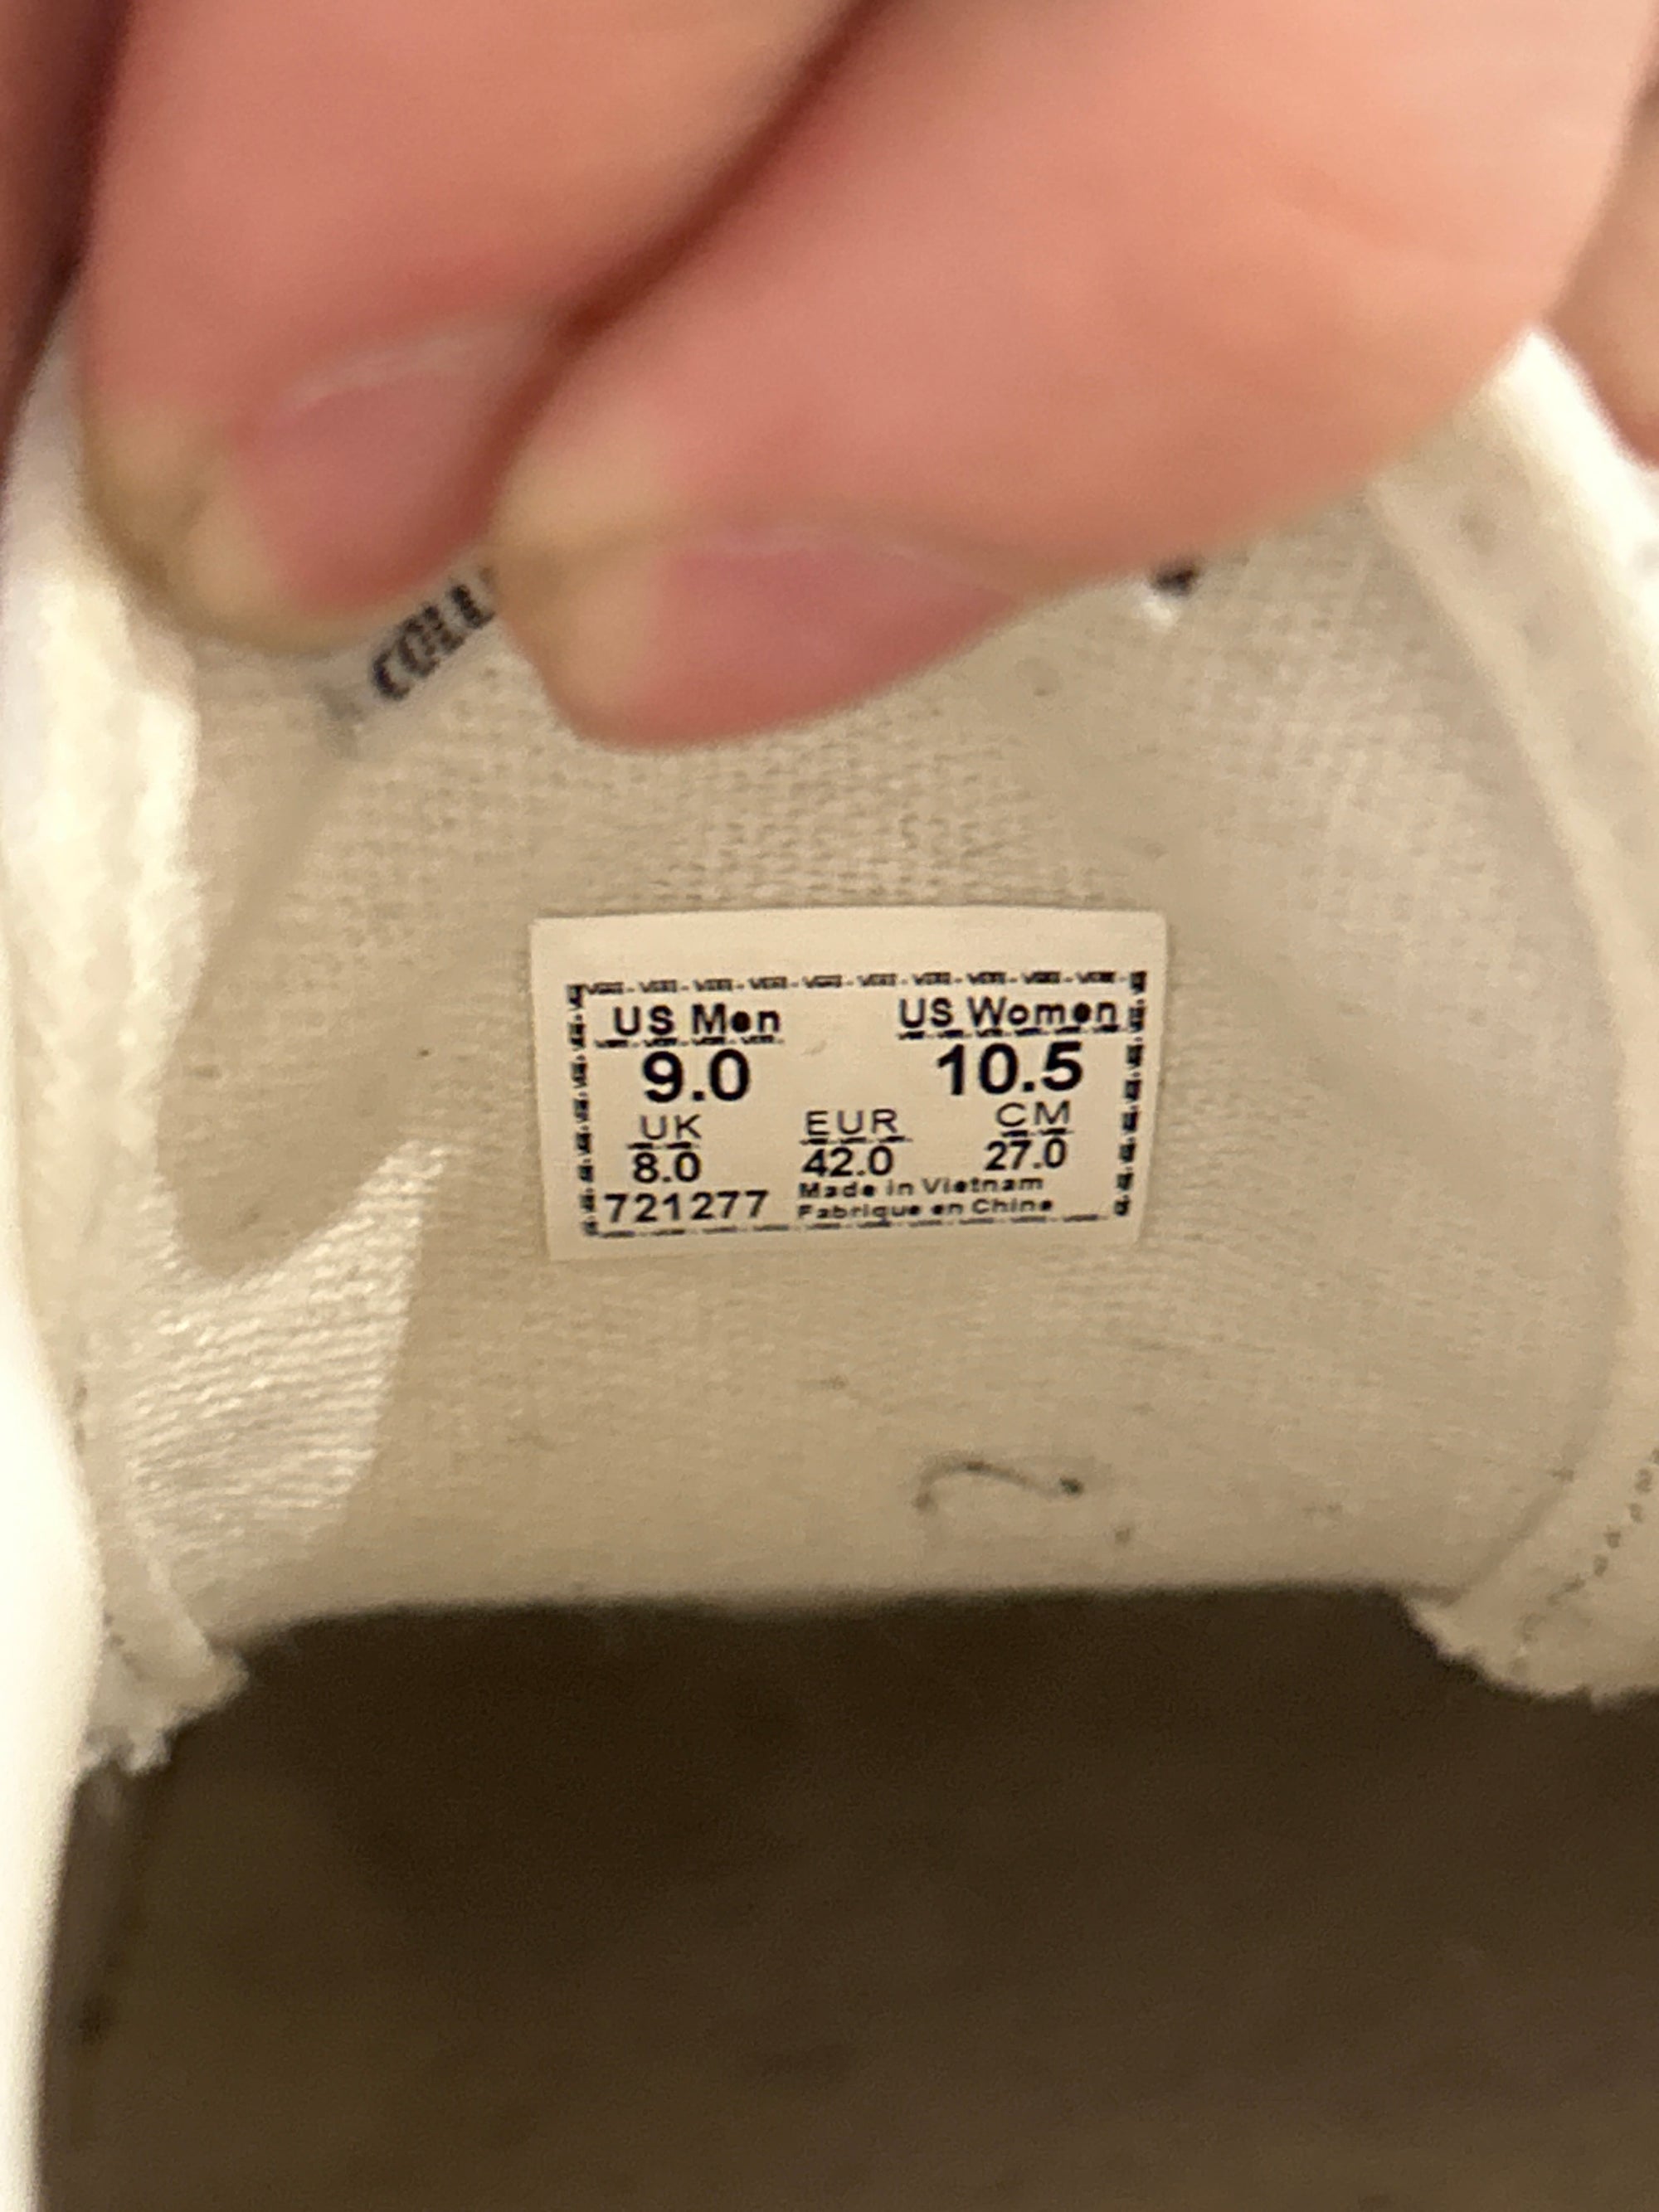 US Men US Women
9.0 10.5
UK EUR CM
8.0 42.0 27.0
721277 Made in Vietnam
Fabrique en Chine